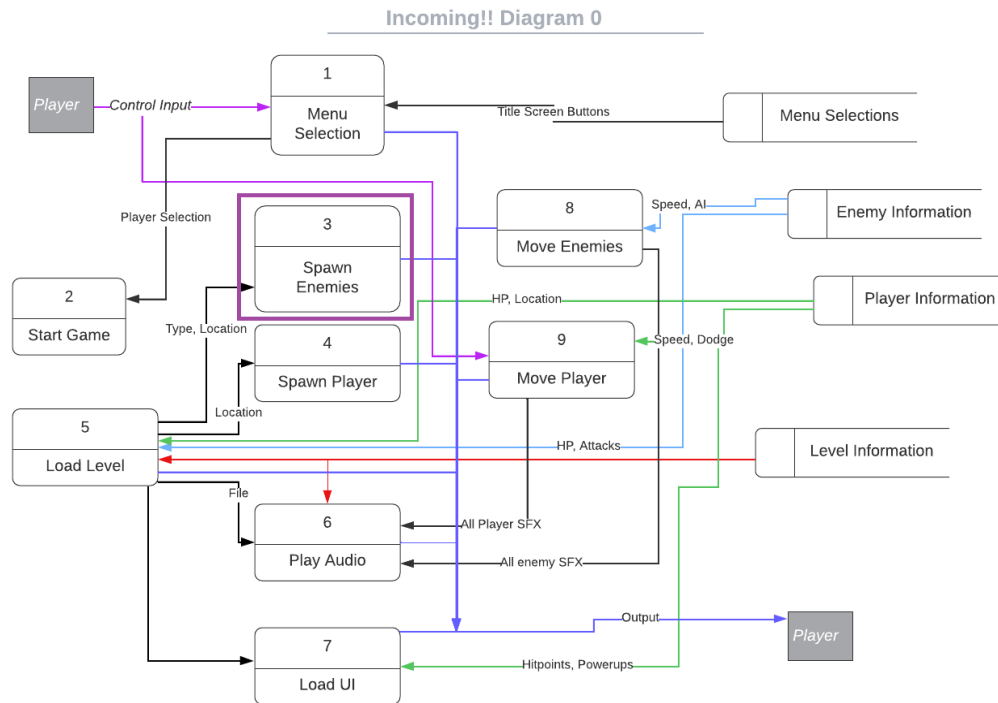 Incoming!! Diagram 0
Player
Control Input
1
Menu
Selection
Title Screen Buttons
Menu Selections
Player Selection
3
Spawn
Enemies
8
Move Enemies
Speed, AI
Enemy Information
2
Start Game
Type, Location
HP, Location
Player Information
4
Spawn Player
9
Move Player
Speed, Dodge
Location
5
Load Level
HP, Attacks
Level Information
File
6
Play Audio
All Player SFX
All enemy SFX
7
Load UI
Output
Player
Hitpoints, Powerups